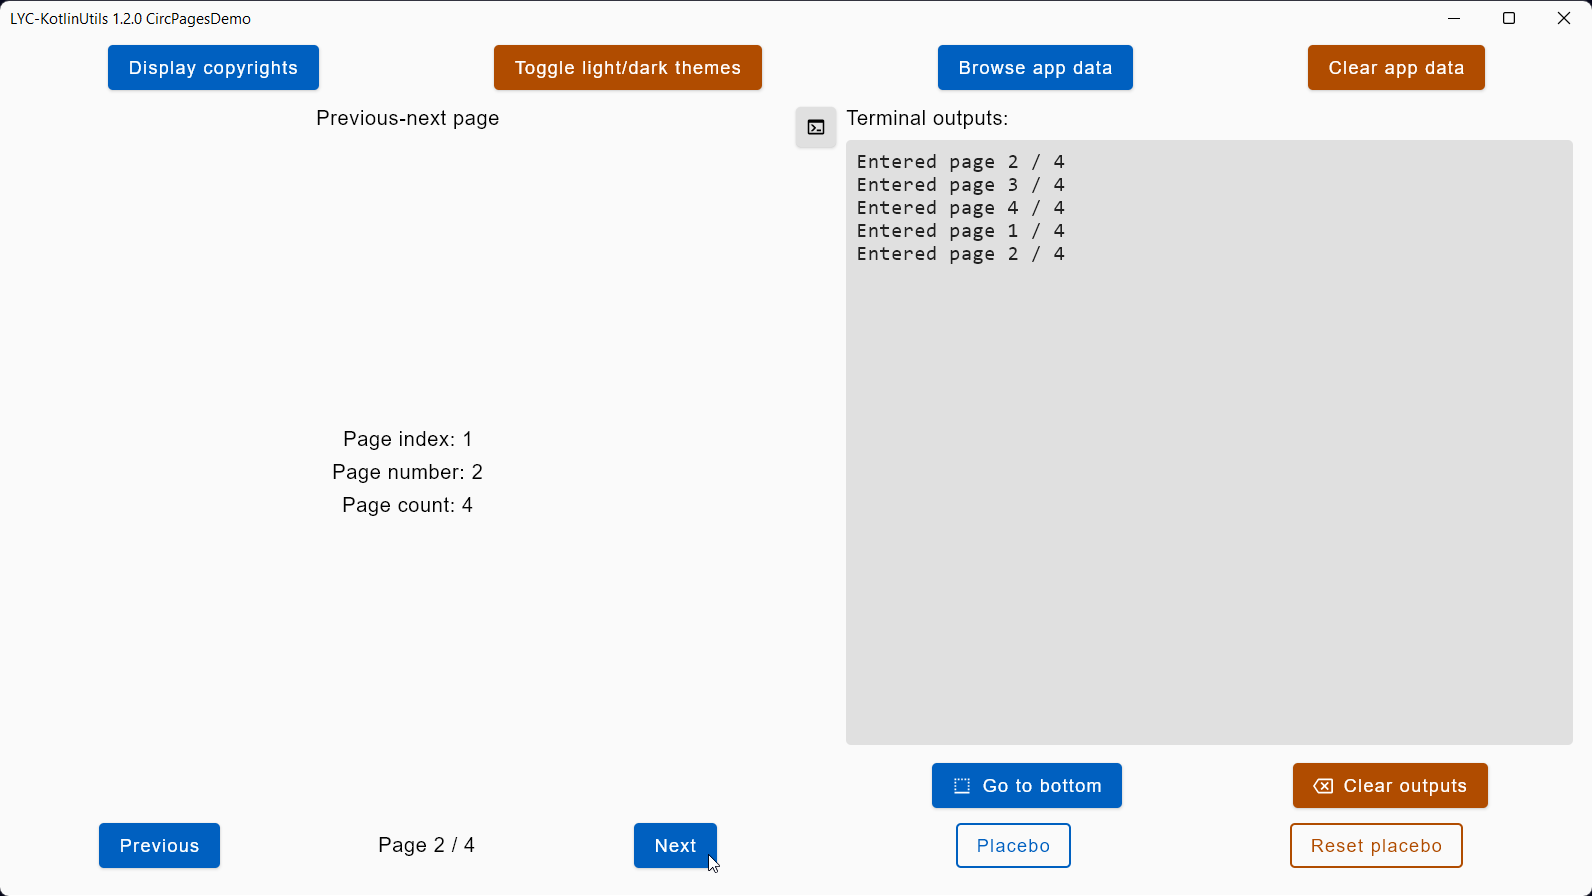 LYC-KotlinUtils 1.2.0 CircPagesDemo
Display copyrights
Toggle light/dark themes
Browse app data
Clear app data
Previous-next page
Page index: 1
Page number: 2
Page count: 4
Previous
Page 2 / 4
Next
Terminal outputs:
Entered page 2 / 4
Entered page 3 / 4
Entered page 4 / 4
Entered page 1 / 4
Entered page 2 / 4
Go to bottom
Clear outputs
Placebo
Reset placebo